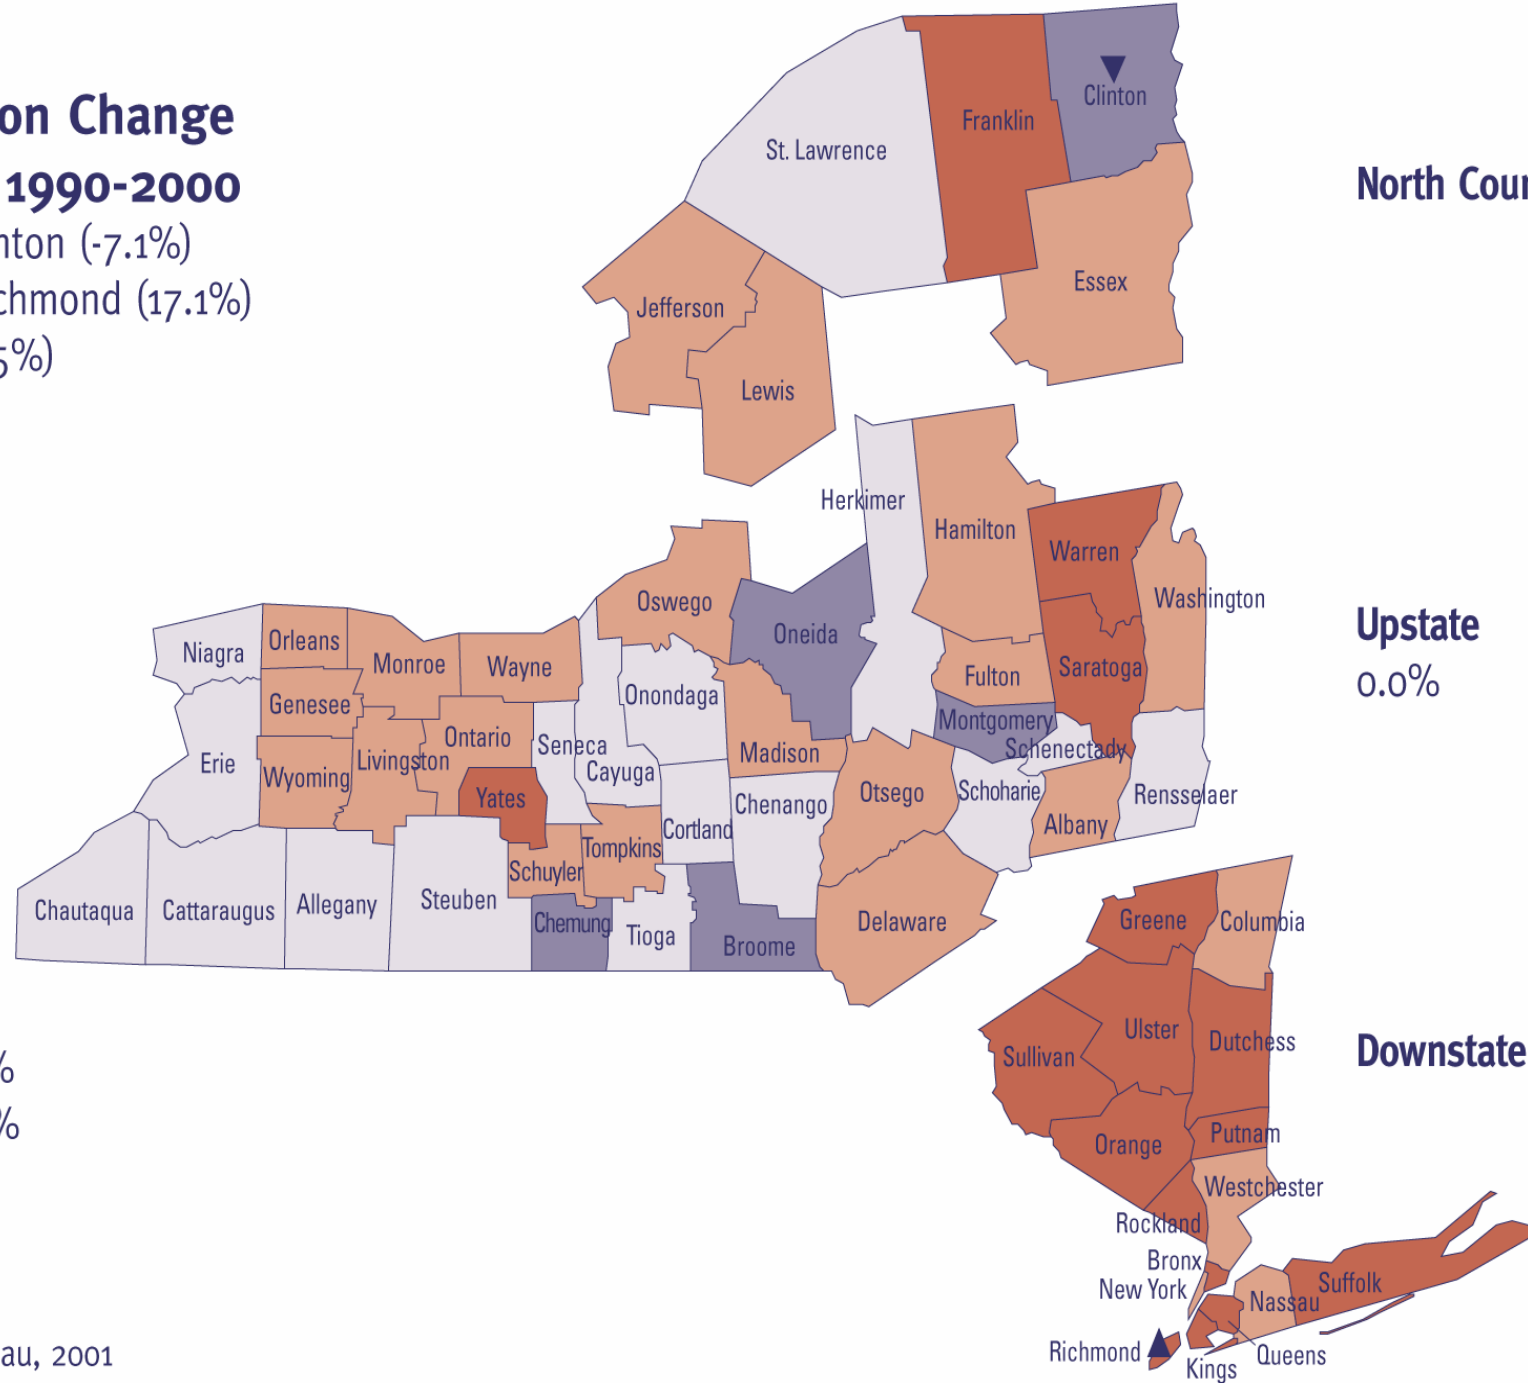 on Change
1990-2000
nton (-7.1%)
chmond (17.1%)
5%)
Clinton
Franklin
St. Lawrence
North Coun
Essex
Jefferson
Lewis
Herkimer
Hamilton
Warren
Washington
Oswego
Oneida
Upstate
0.0%
Orleans
Niagra
Monroe
Wayne
Saratoga
Fulton
Onondaga
Genesee
Montgomery
Ontario
Seneca
Schenectady
Madison
Livingston
Erie
Wyoming
Cayuga
Otsego
Schoharie
Rensselaer
Yates
Chenango
Albany
Cortland
Tompkins
Schuyler
Steuben
Allegany
Cattaraugus
Chautaqua
Chemung
Tioga
Broome
Delaware
Greene
Columbia
Ulster
Dutchess
Sullivan
Downstate
%
%
Putnam
Orange
Westchester
Rockland
Bronx
New York
Suffolk
Nassau
Richmond
Queens
Kings
au, 2001